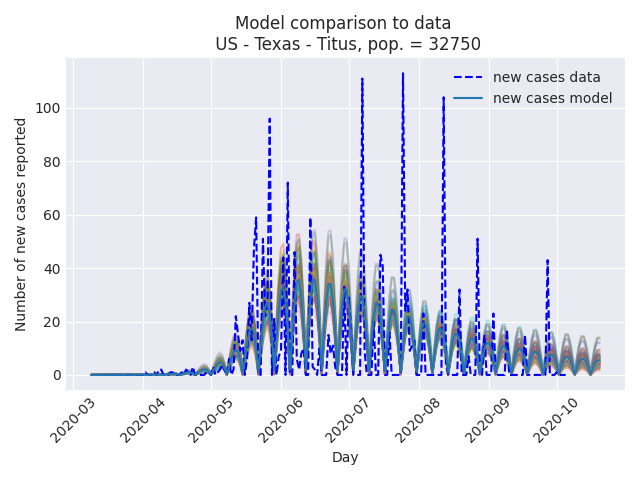 Model comparison to data
US - Texas - Titus, pop. = 32750
new cases data
new cases model
Number of new cases reported
100
80
60
40
20
0
2020-03
2020-04
2020-05
2020-06
2020-07
2020-08
2020-09
2020-10
Day